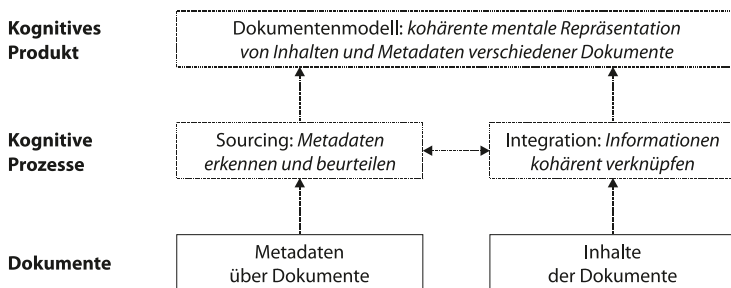 Kognitives
Produkt
Dokumentenmodell: kohärente mentale Repräsentation
von Inhalten und Metadaten verschiedener Dokumente
Kognitive
Prozesse
Sourcing: Metadaten
erkennen und beurteilen
Integration: Informationen
kohärent verknüpfen
Dokumente
Metadaten
über Dokumente
Inhalte
der Dokumente